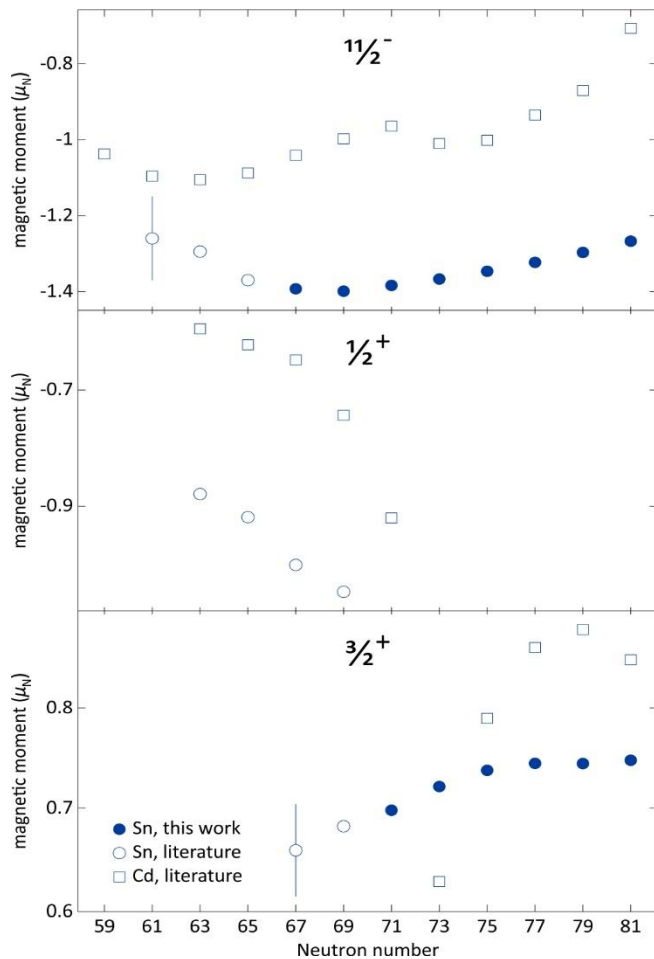 ¹¹⁄₂⁻
magnetic moment (μN)
-0.8
-1
-1.2
-1.4
½⁺
magnetic moment (μN)
-0.7
-0.9
³⁄₂⁺
magnetic moment (μN)
0.8
0.7
0.6
Sn, this work
Sn, literature
Cd, literature
59 61 63 65 67 69 71 73 75 77 79 81
Neutron number